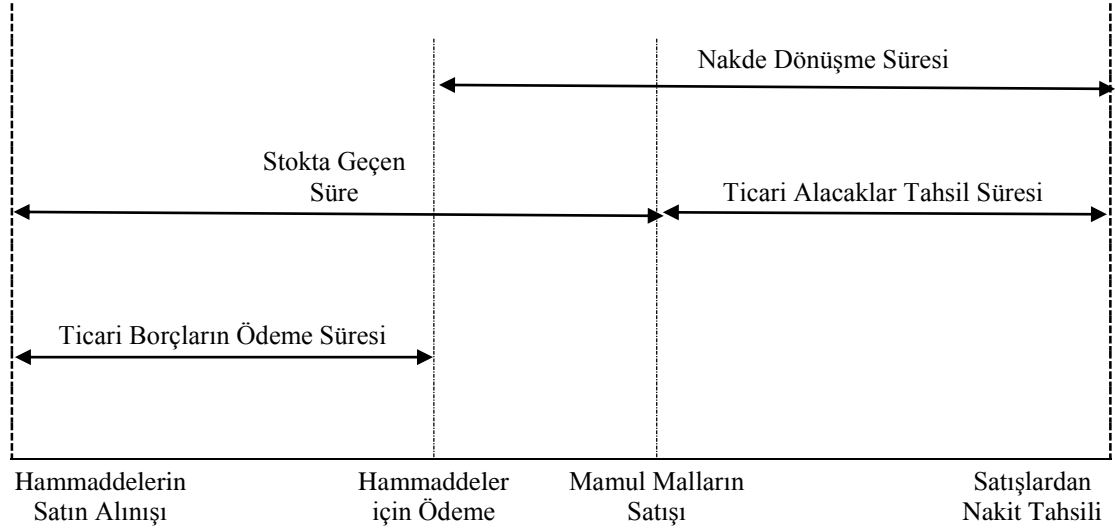 Nakde Dönüşme Süresi
Stokta Geçen
Süre
Ticari Alacaklar Tahsil Süresi
Ticari Borçların Ödeme Süresi
Hammaddelerin
Satın Alınışı
Hammaddeler
için Ödeme
Mamul Malların
Satışı
Satışlardan
Nakit Tahsili